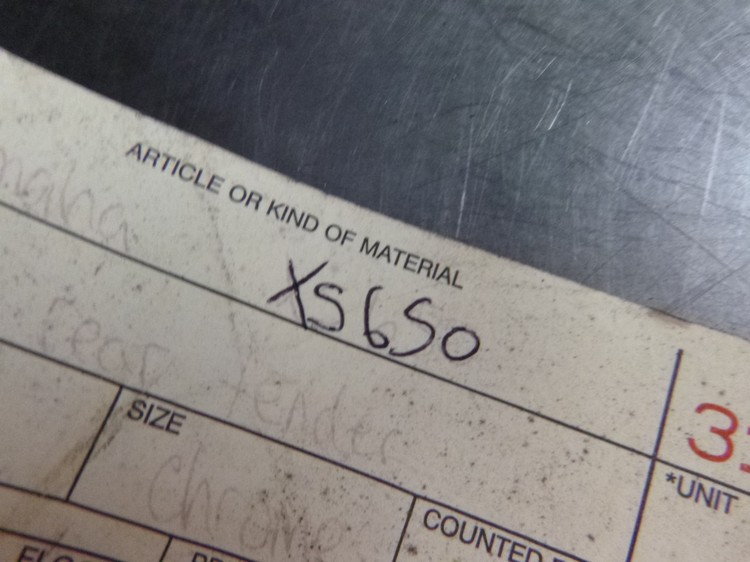 ARTICLE OR KIND OF MATERIAL
XS650
rear fender
SIZE
chrome
*UNIT
COUNTED